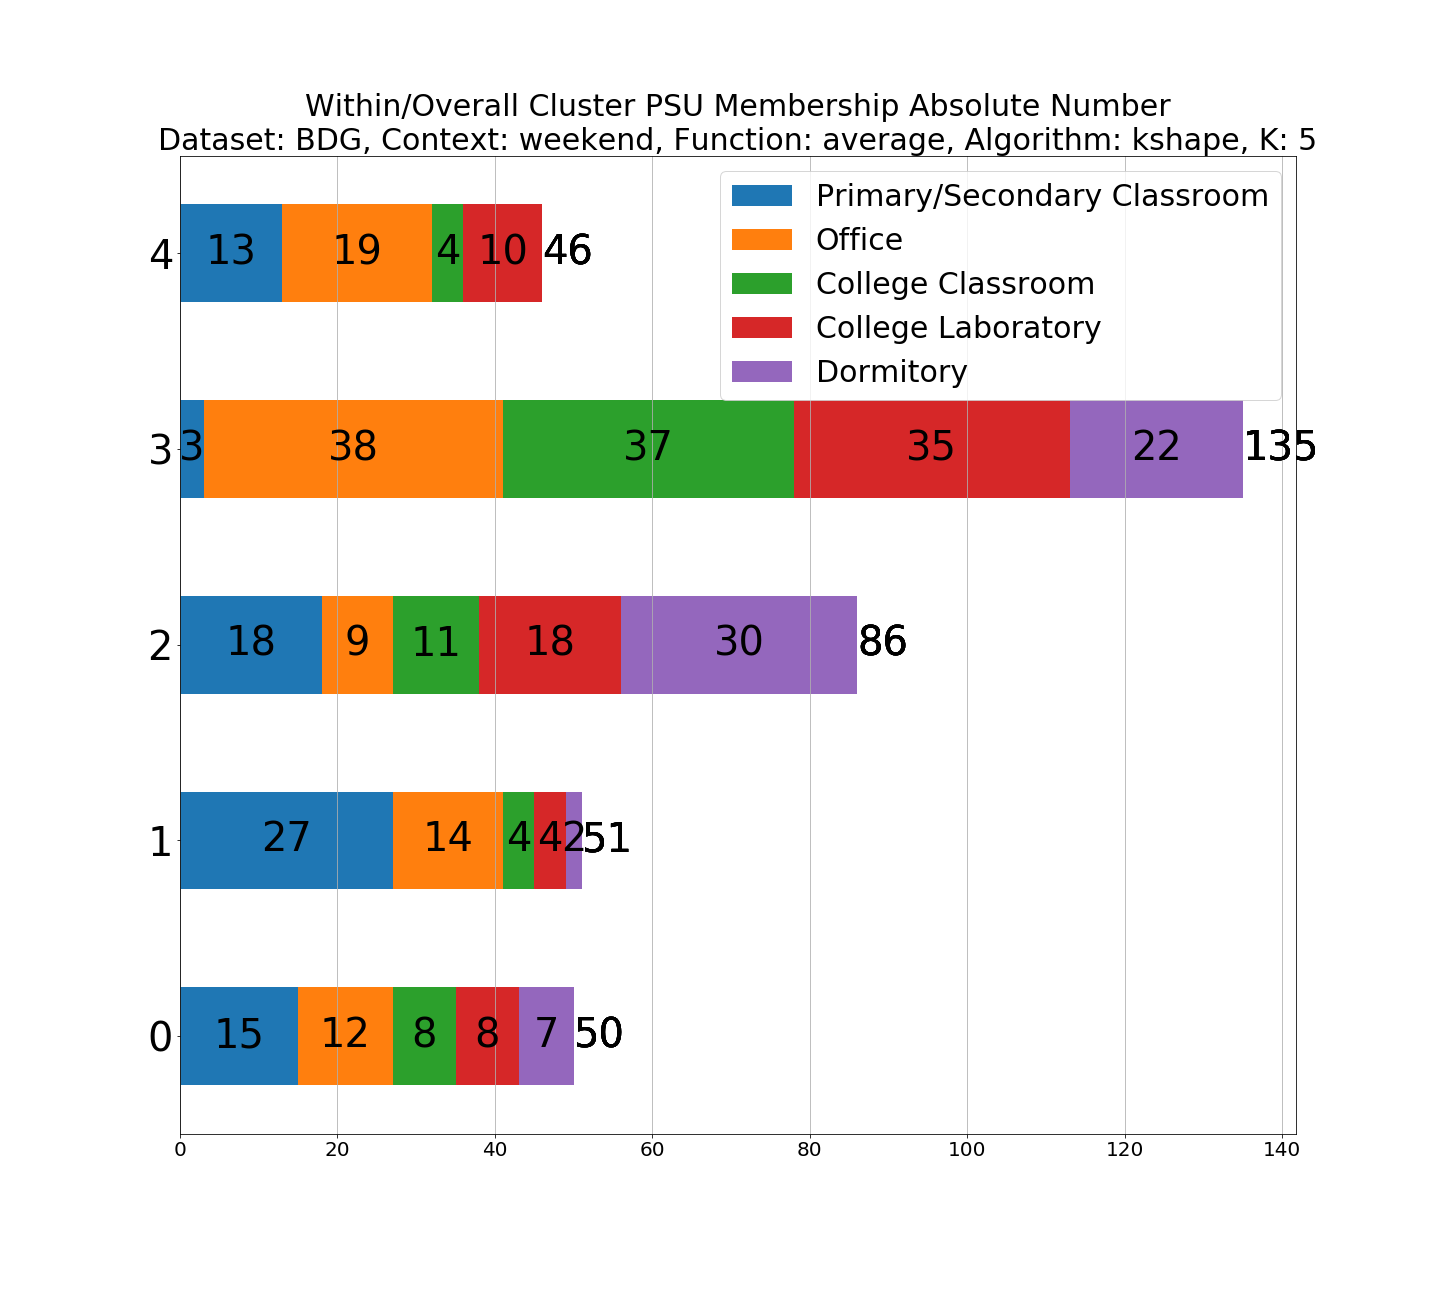 Within/Overall Cluster PSU Membership Absolute Number
Dataset: BDG, Context: weekend, Function: average, Algorithm: kshape, K: 5
Primary/Secondary Classroom
Office
College Classroom
College Laboratory
Dormitory
4 13 19 4 10 46
3 3 38 37 35 22 135
2 18 9 11 18 30 86
1 27 14 4 4 2 51
0 15 12 8 8 7 50
0 20 40 60 80 100 120 140